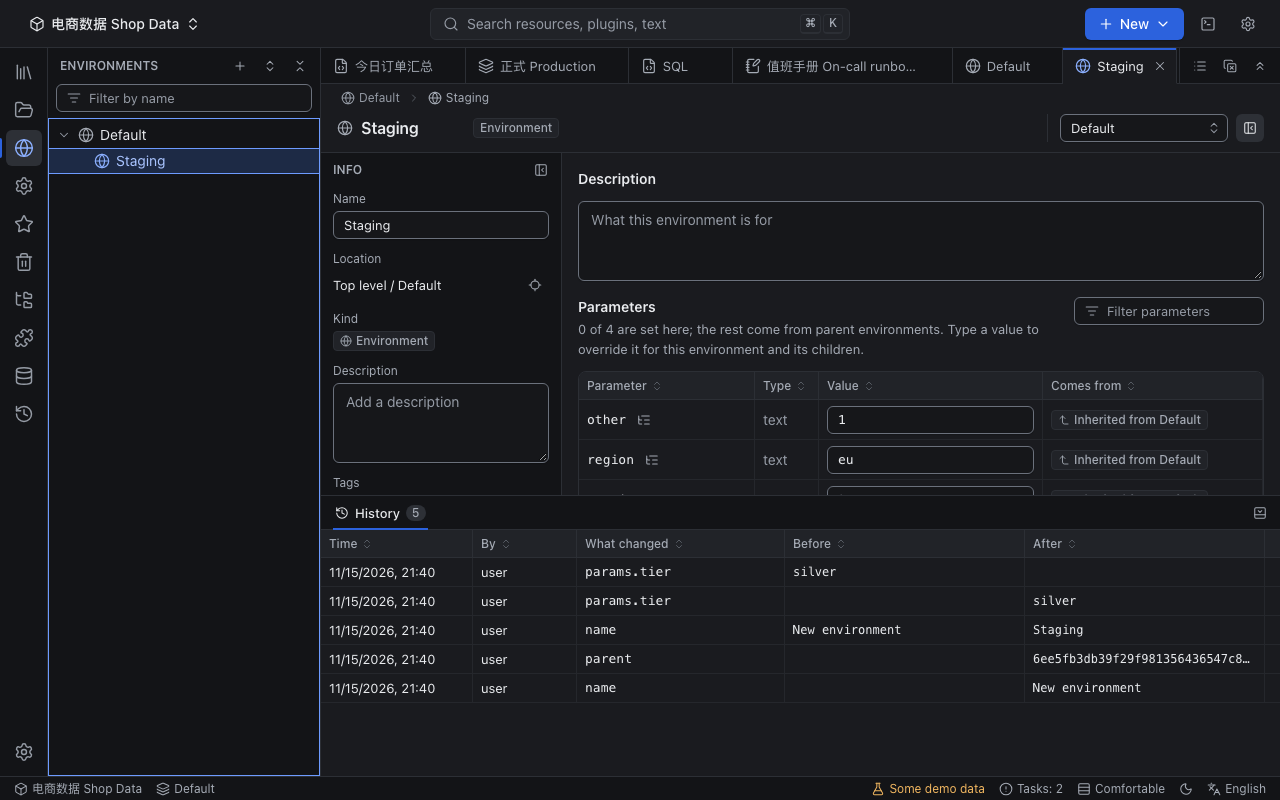 电商数据 Shop Data
Search resources, plugins, text
⌘ K
New
ENVIRONMENTS
今日订单汇总
正式 Production
SQL
值班手册 On-call runbo...
Default
Staging
Filter by name
Default
Staging
Default
Staging
Staging
Environment
Default
INFO
Name
Staging
Location
Top level / Default
Kind
Environment
Description
Add a description
Tags
Description
What this environment is for
Parameters
0 of 4 are set here; the rest come from parent environments. Type a value to
override it for this environment and its children.
Filter parameters
Parameter Type Value Comes from
other text 1 Inherited from Default
region text eu Inherited from Default
History 5
Time By What changed Before After
11/15/2026, 21:40 user params.tier silver
11/15/2026, 21:40 user params.tier silver
11/15/2026, 21:40 user name New environment Staging
11/15/2026, 21:40 user parent 6ee5fb3db39f29f981356436547c8...
11/15/2026, 21:40 user name New environment
电商数据 Shop Data
Default
Some demo data
Tasks: 2
Comfortable
English